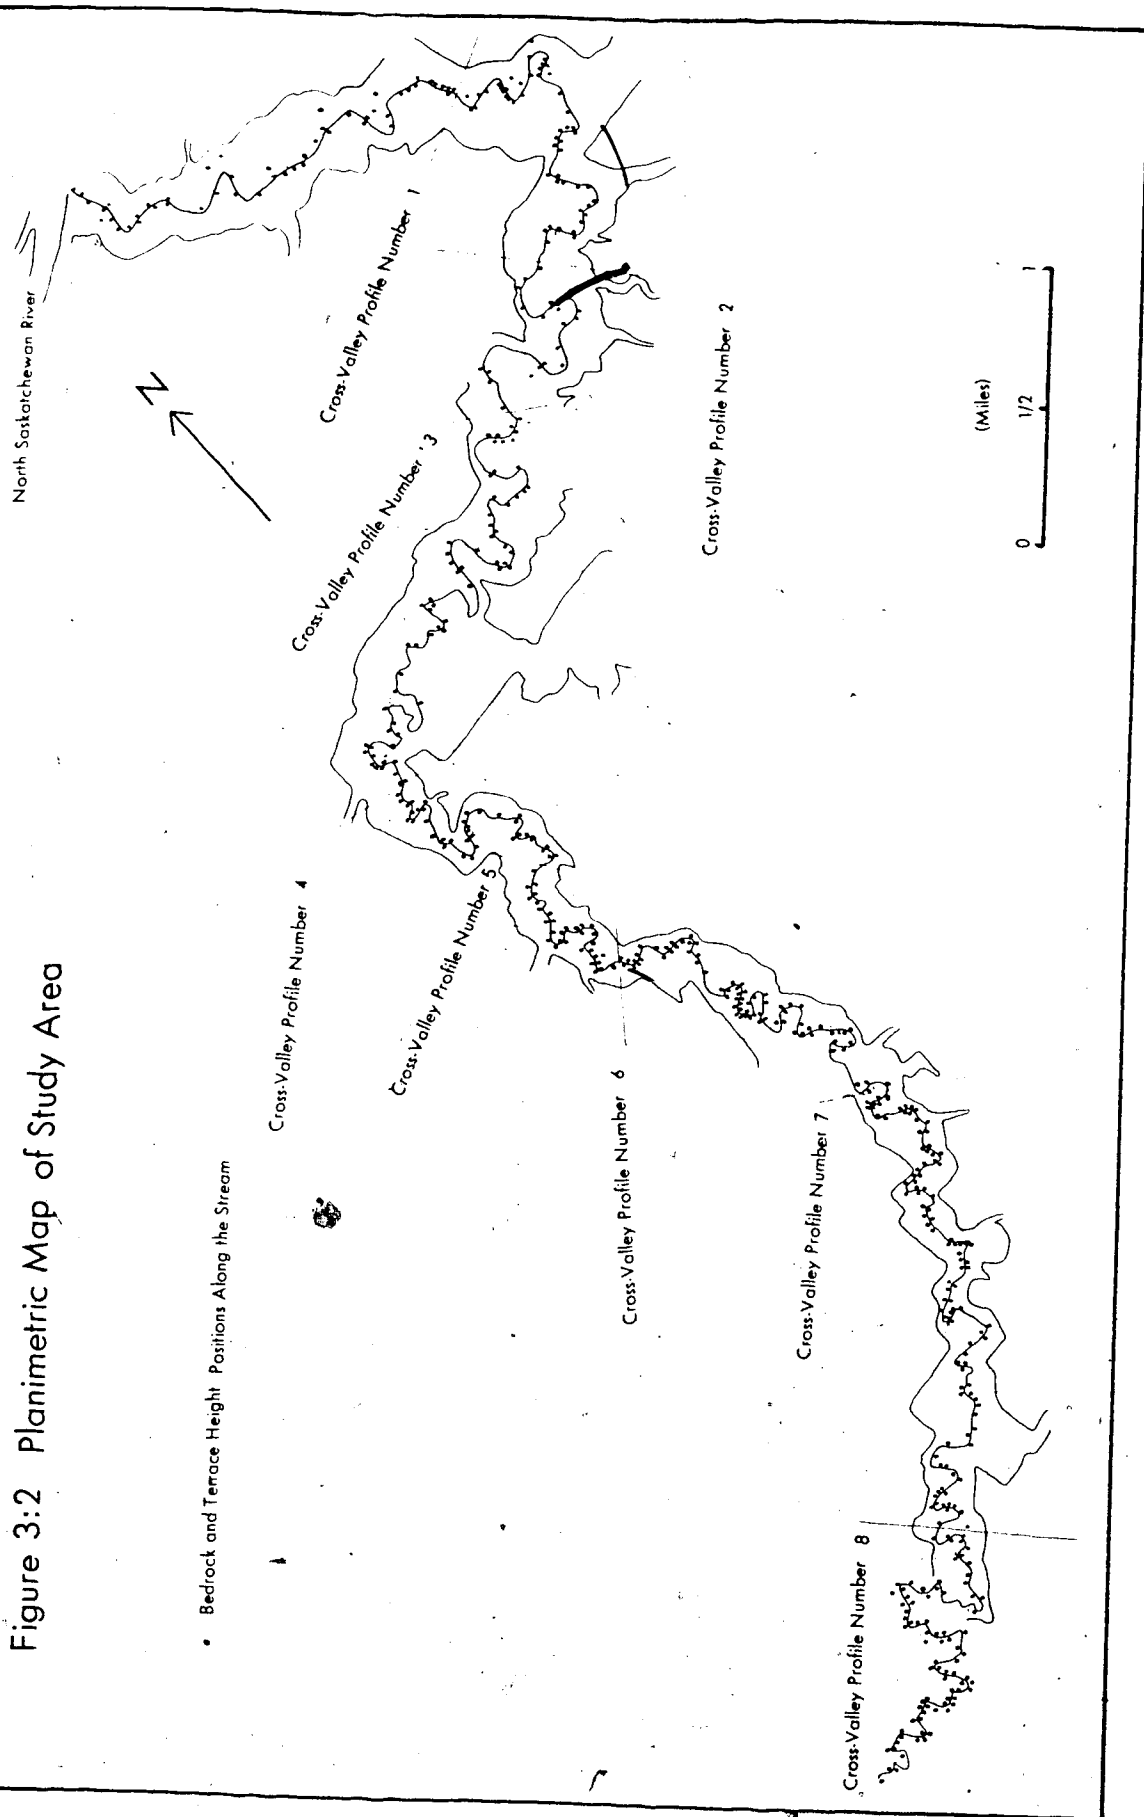 Figure 3:2 Planimetric Map of Study Area
• Bedrock and Terrace Height Positions Along the Stream
North Saskatchewan River
N
Cross-Valley Profile Number 1
Cross-Valley Profile Number 3
Cross-Valley Profile Number 2
Cross-Valley Profile Number 4
Cross-Valley Profile Number 5
Cross-Valley Profile Number 6
Cross-Valley Profile Number 7
Cross-Valley Profile Number 8
(Miles)
0 1/2 1